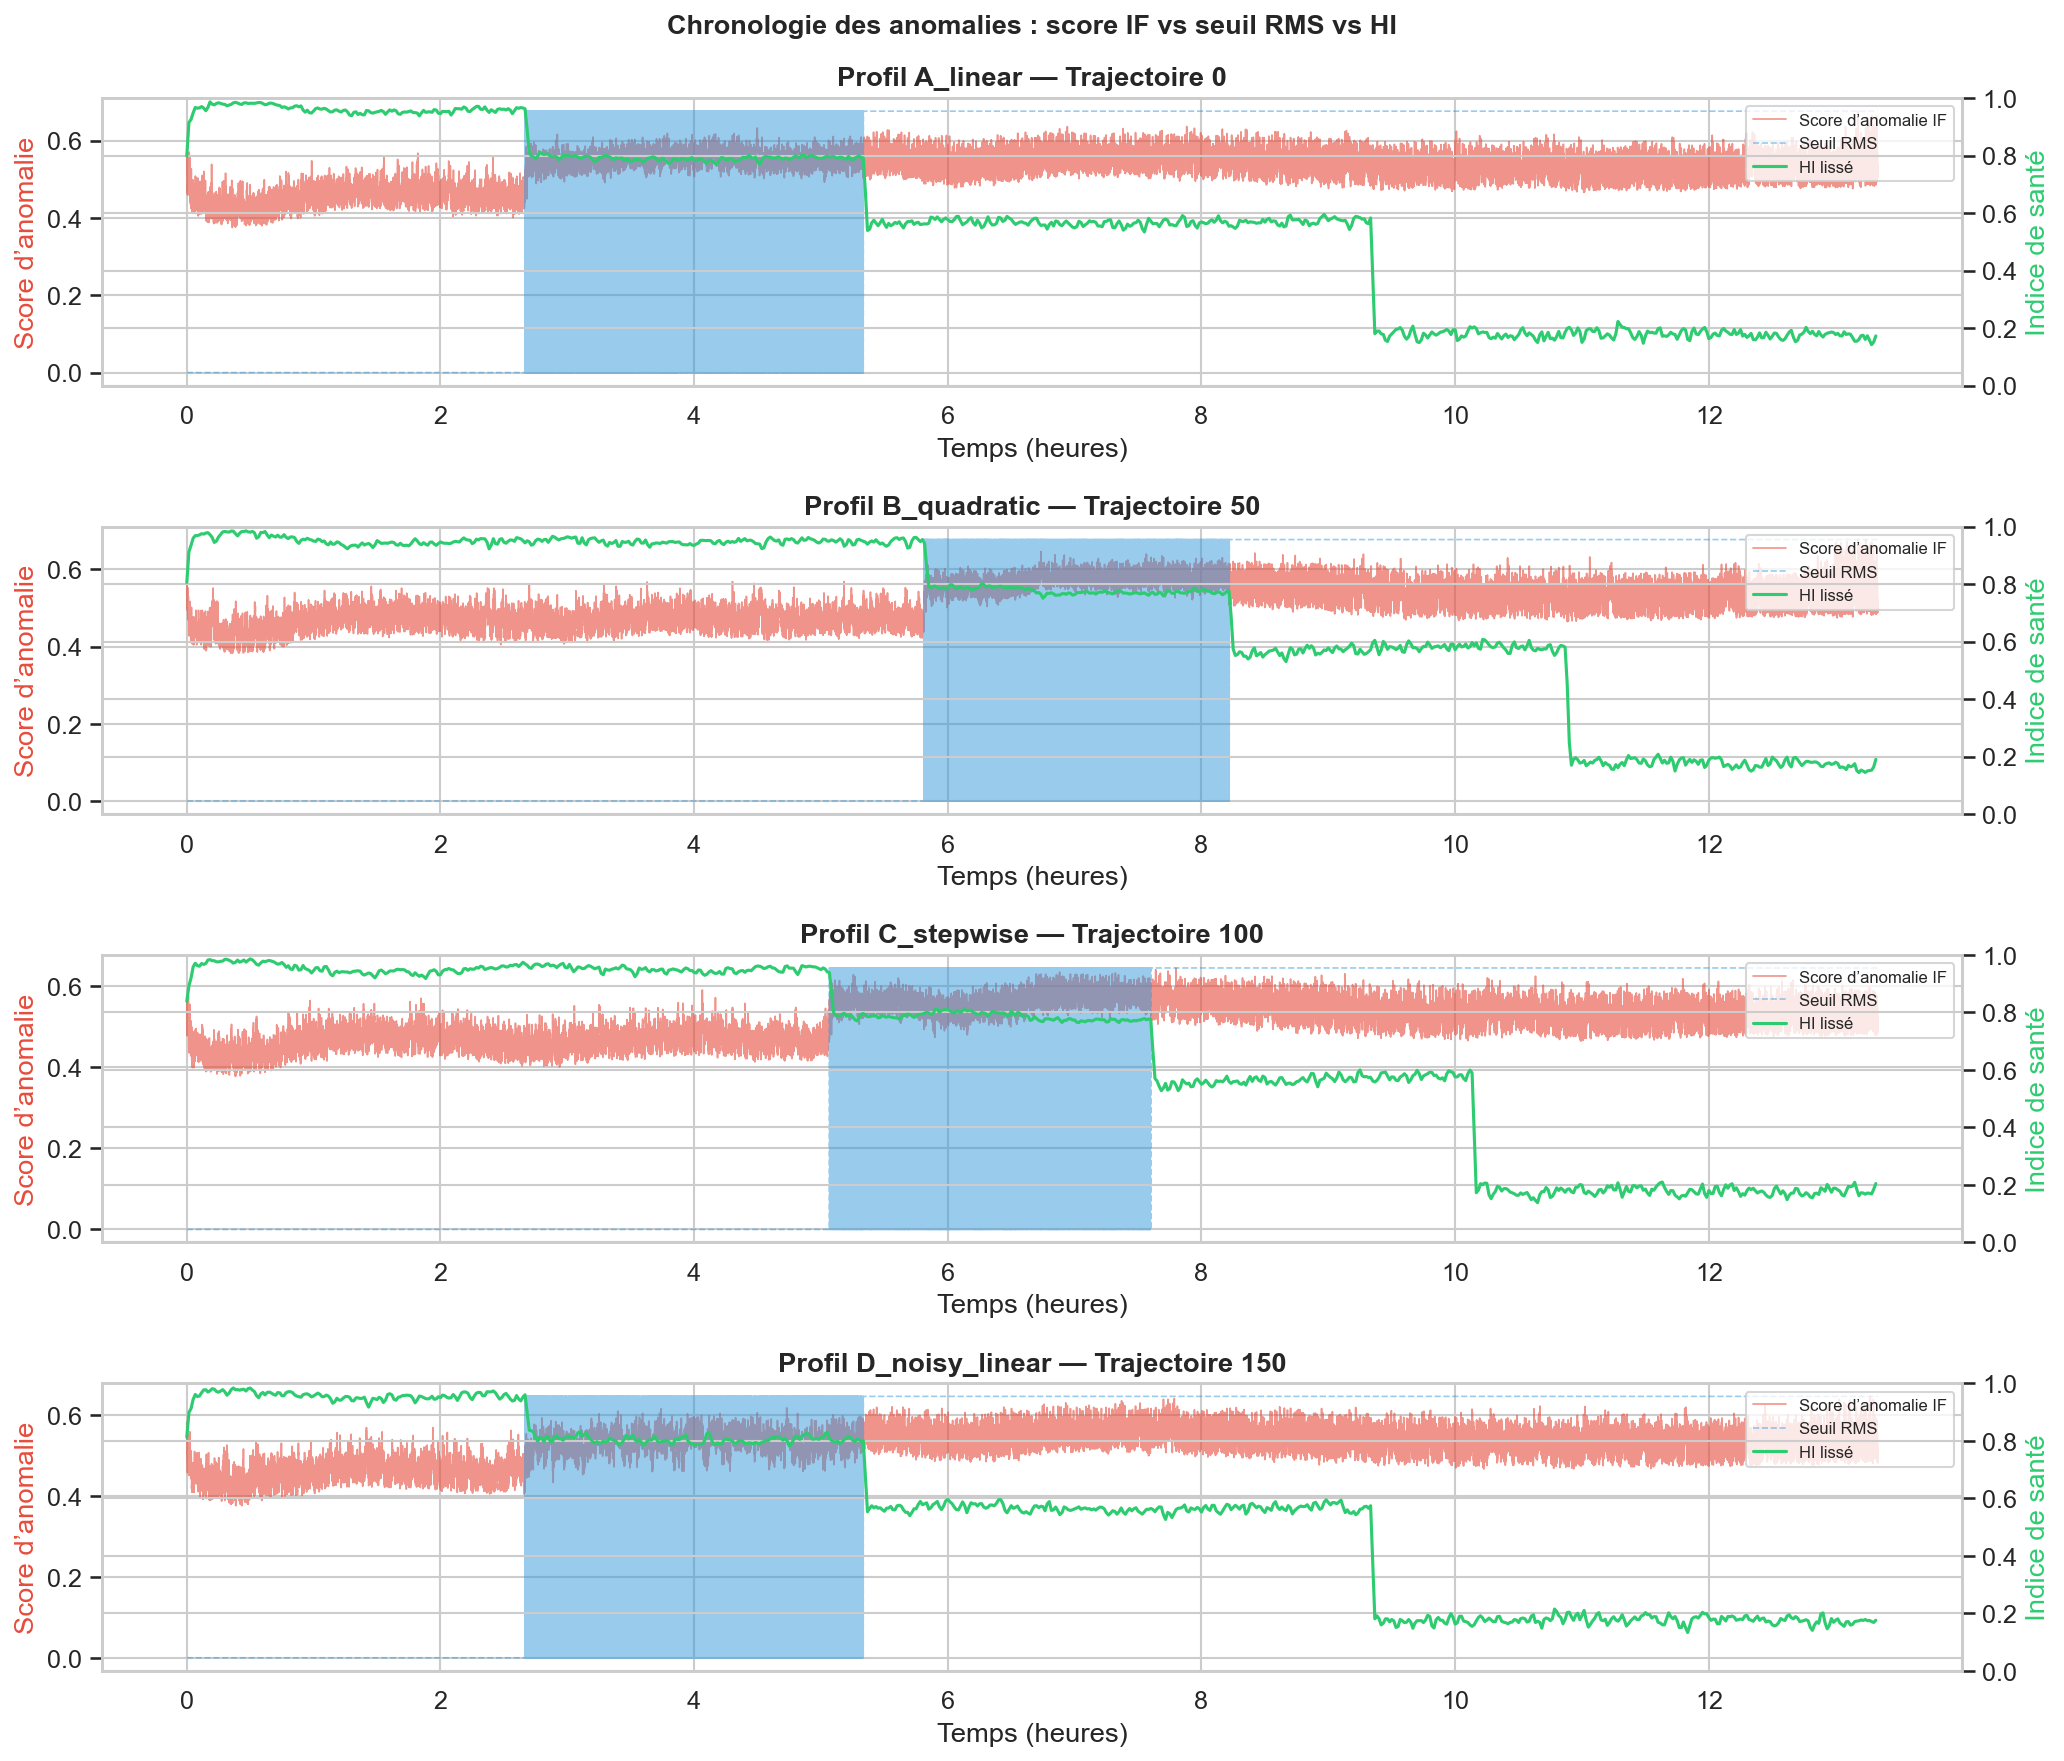 Chronologie des anomalies : score IF vs seuil RMS vs HI
Profil A_linear — Trajectoire 0
Score d’anomalie
0.6
0.4
0.2
0.0
1.0
0.8
0.6
0.4
0.2
0.0
Indice de santé
Score d’anomalie IF
Seuil RMS
HI lissé
0 2 4 6 8 10 12
Temps (heures)
Profil B_quadratic — Trajectoire 50
Score d’anomalie
0.6
0.4
0.2
0.0
1.0
0.8
0.6
0.4
0.2
0.0
Indice de santé
Score d’anomalie IF
Seuil RMS
HI lissé
0 2 4 6 8 10 12
Temps (heures)
Profil C_stepwise — Trajectoire 100
Score d’anomalie
0.6
0.4
0.2
0.0
1.0
0.8
0.6
0.4
0.2
0.0
Indice de santé
Score d’anomalie IF
Seuil RMS
HI lissé
0 2 4 6 8 10 12
Temps (heures)
Profil D_noisy_linear — Trajectoire 150
Score d’anomalie
0.6
0.4
0.2
0.0
1.0
0.8
0.6
0.4
0.2
0.0
Indice de santé
Score d’anomalie IF
Seuil RMS
HI lissé
0 2 4 6 8 10 12
Temps (heures)